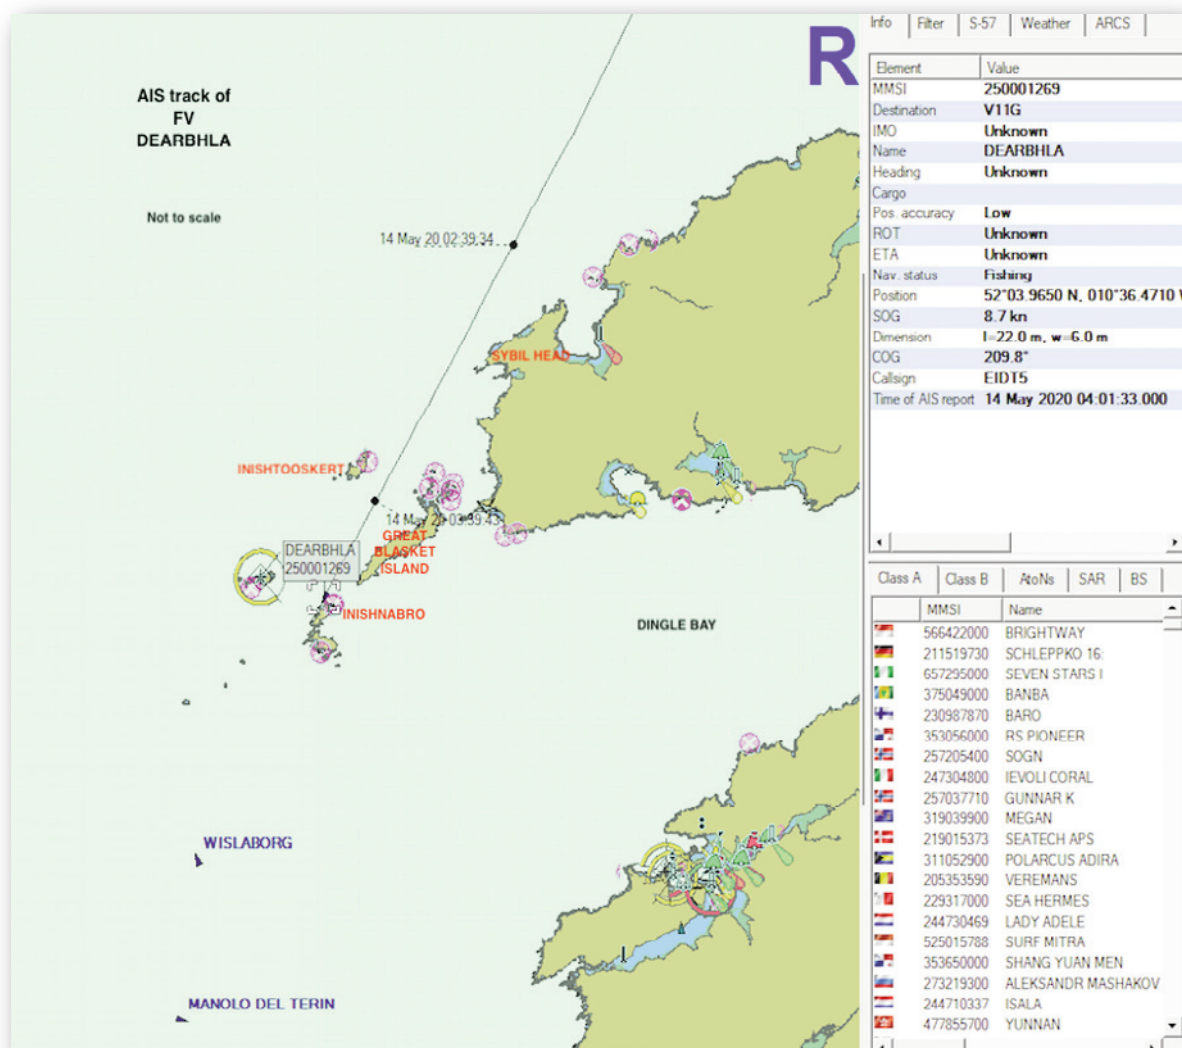 AIS track of
FV
DEARBHLA
Not to scale
R
14 May 20 02:39:34
SYBIL HEAD
INISHTOOSKERT
14 May 20 03:39:43
GREAT
BLASKET
ISLAND
DEARBHLA
250001269
INISHNABRO
DINGLE BAY
WISLABORG
MANOLO DEL TERIN
Info Filter S-57 Weather ARCS
Element Value
MMSI 250001269
Destination V11G
IMO Unknown
Name DEARBHLA
Heading Unknown
Cargo
Pos. accuracy Low
ROT Unknown
ETA Unknown
Nav. status Fishing
Position 52°03.9650 N, 010°36.4710
SOG 8.7 kn
Dimension l=22.0 m, w=6.0 m
COG 209.8°
Callsign EIDT5
Time of AIS report 14 May 2020 04:01:33.000
Class A Class B AtoNs SAR BS
MMSI Name
566422000 BRIGHTWAY
211519730 SCHLEPPKO 16:
657295000 SEVEN STARS I
375049000 BANBA
230987870 BARO
353056000 RS PIONEER
257205400 SOGN
247304800 IEVOLI CORAL
257037710 GUNNAR K
319039900 MEGAN
219015373 SEATECH APS
311052900 POLARCUS ADIRA
205353590 VEREMANS
229317000 SEA HERMES
244730469 LADY ADELE
525015788 SURF MITRA
353650000 SHANG YUAN MEN
273219300 ALEKSANDR MASHAKOV
244710337 ISALA
477855700 YUNNAN